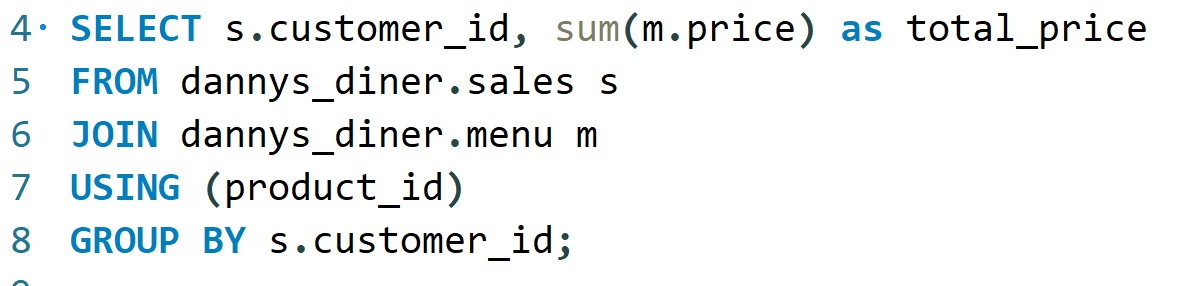 4 SELECT s.customer_id, sum(m.price) as total_price
5 FROM dannys_diner.sales s
6 JOIN dannys_diner.menu m
7 USING (product_id)
8 GROUP BY s.customer_id;